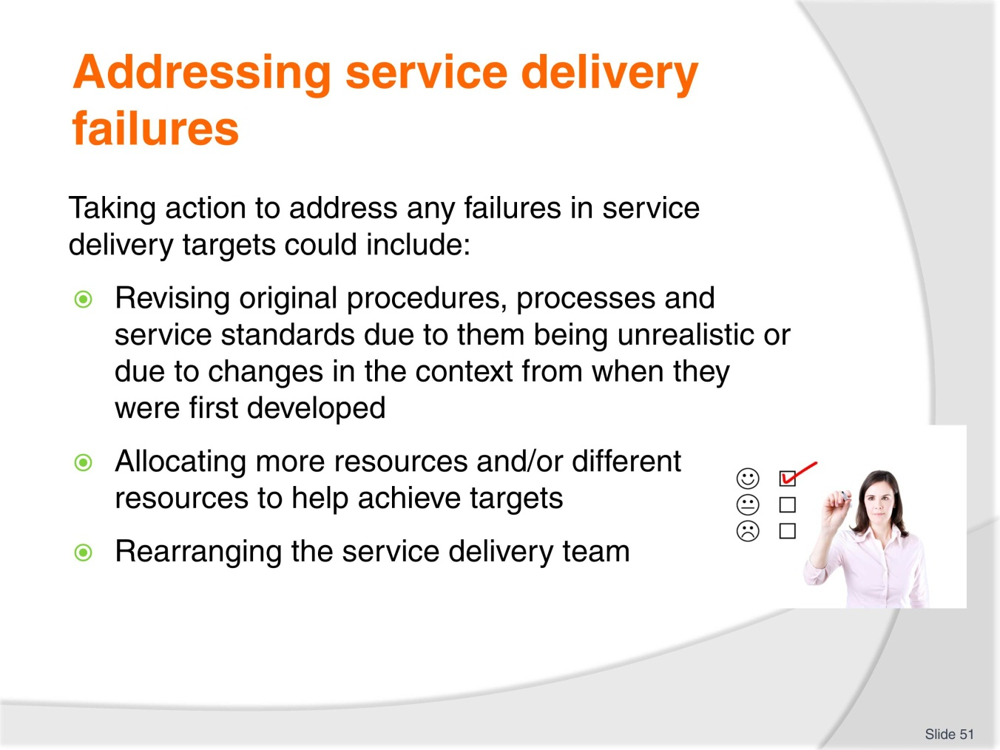 Addressing service delivery
failures
Taking action to address any failures in service
delivery targets could include:
Revising original procedures, processes and
service standards due to them being unrealistic or
due to changes in the context from when they
were first developed
Allocating more resources and/or different
resources to help achieve targets
Rearranging the service delivery team
Slide 51